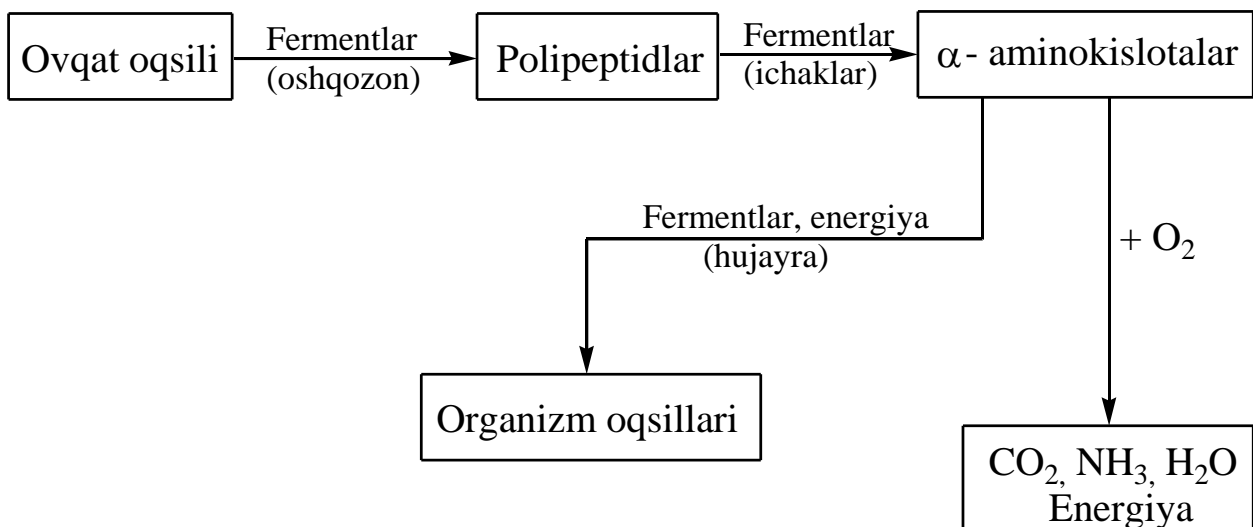 Ovqat oqsili
Fermentlar
(oshqozon)
Polipeptidlar
Fermentlar
(ichaklar)
α- aminokislotalar
Fermentlar, energiya
(hujayra)
+ O₂
Organizm oqsillari
CO₂, NH₃, H₂O
Energiya